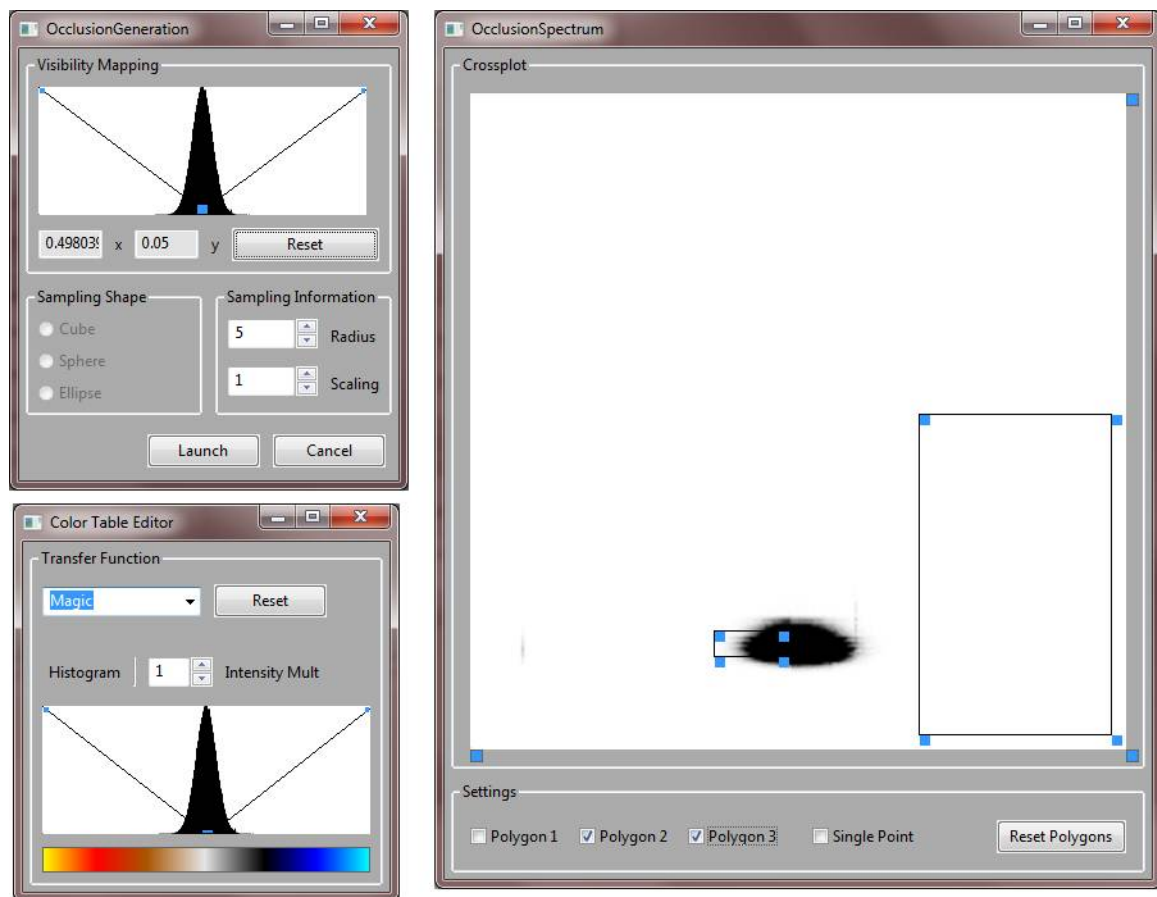 OcclusionGeneration
Visibility Mapping
0.498039 x 0.05 y Reset
Sampling Shape
Cube
Sphere
Ellipse
Sampling Information
5 Radius
1 Scaling
Launch Cancel
Color Table Editor
Transfer Function
Magic Reset
Histogram 1 Intensity Mult
OcclusionSpectrum
Crossplot
Settings
Polygon 1 Polygon 2 Polygon 3 Single Point Reset Polygons